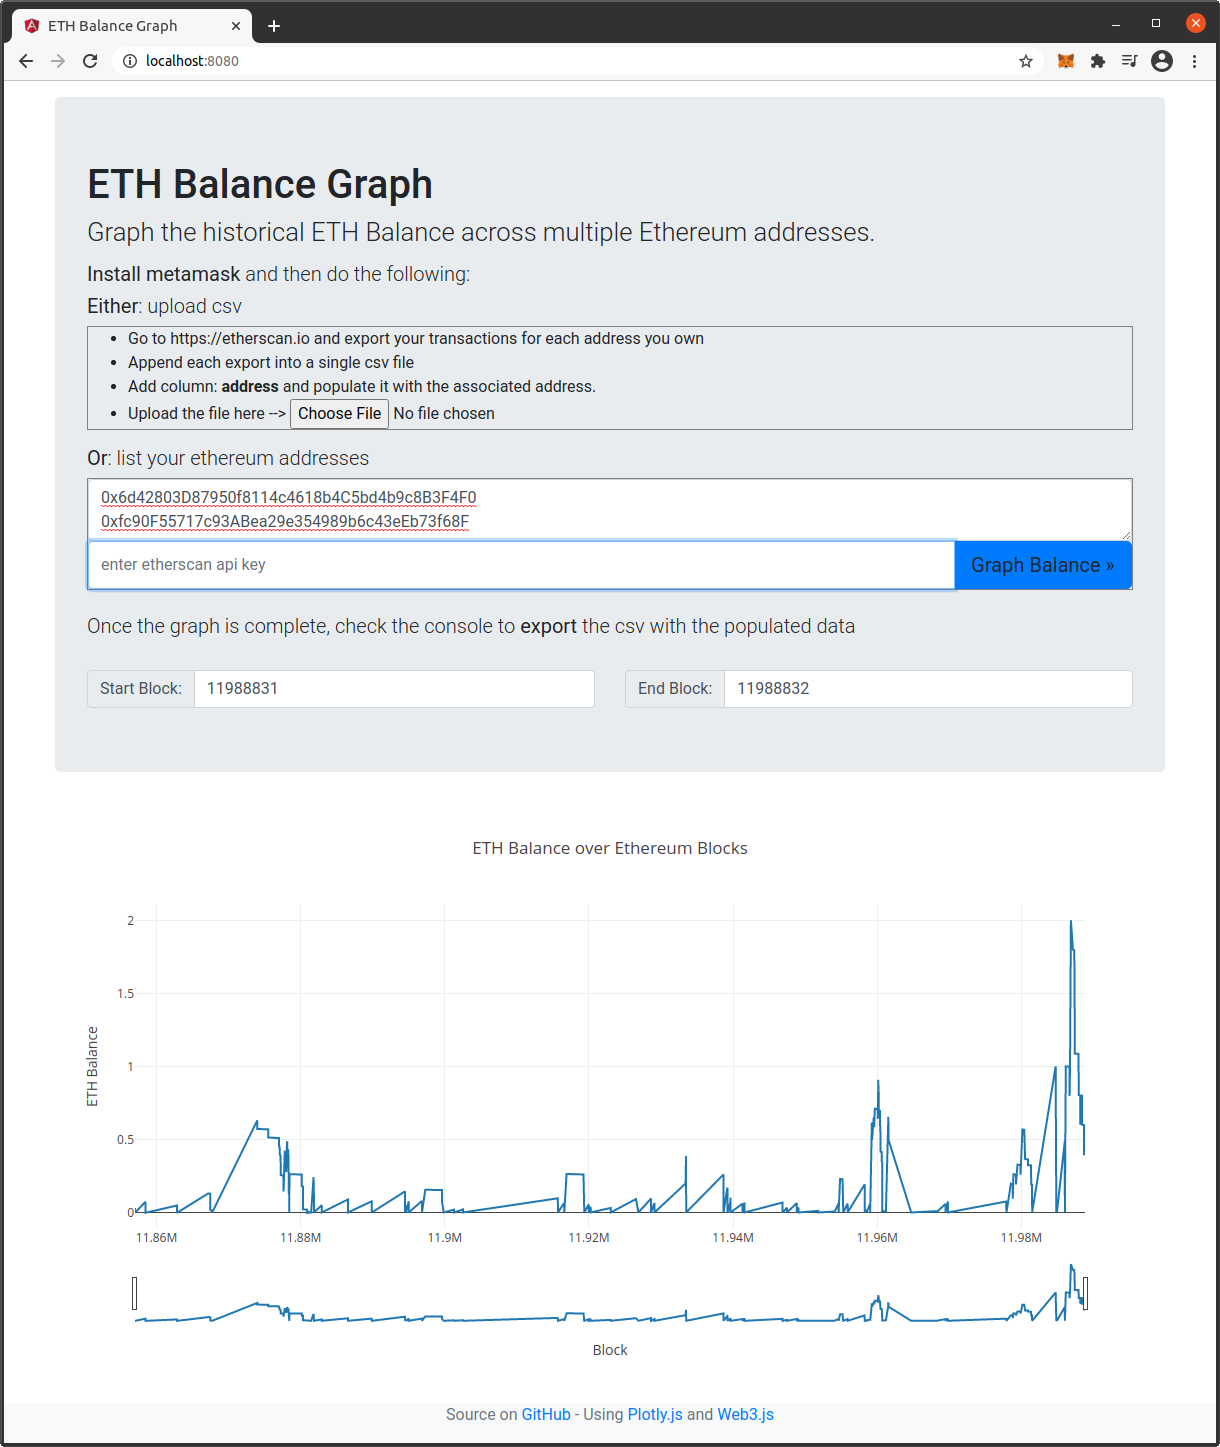 ETH Balance Graph
localhost:8080
ETH Balance Graph
Graph the historical ETH Balance across multiple Ethereum addresses.
Install metamask and then do the following:
Either: upload csv
Go to https://etherscan.io and export your transactions for each address you own
Append each export into a single csv file
Add column: address and populate it with the associated address.
Upload the file here --> Choose File No file chosen
Or: list your ethereum addresses
0x6d42803D87950f8114c4618b4C5bd4b9c8B3F4F0
0xfc90F55717c93ABea29e354989b6c43eEb73f68F
enter etherscan api key Graph Balance »
Once the graph is complete, check the console to export the csv with the populated data
Start Block: 11988831 End Block: 11988832
ETH Balance over Ethereum Blocks
2
1.5
1
0.5
0
ETH Balance
11.86M 11.88M 11.9M 11.92M 11.94M 11.96M 11.98M
Block
Source on GitHub - Using Plotly.js and Web3.js